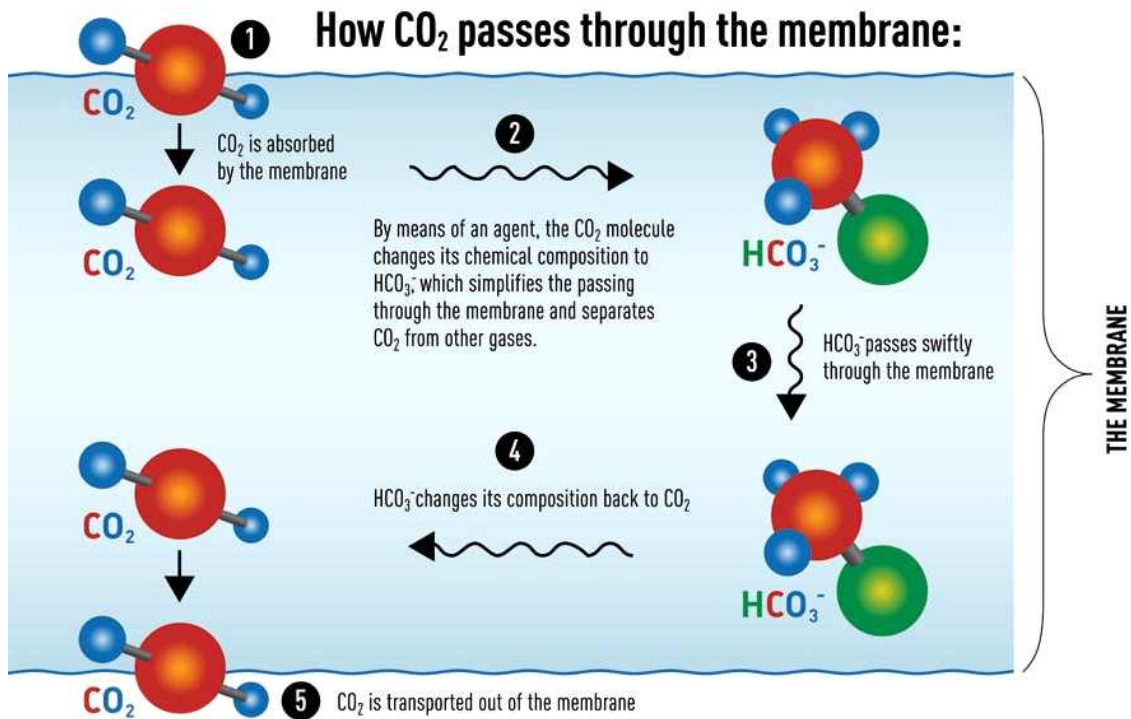 How CO₂ passes through the membrane:
1
CO₂
CO₂ is absorbed
by the membrane
CO₂
2
By means of an agent, the CO₂ molecule
changes its chemical composition to
HCO₃⁻, which simplifies the passing
through the membrane and separates
CO₂ from other gases.
HCO₃⁻
3
HCO₃⁻ passes swiftly
through the membrane
THE MEMBRANE
4
HCO₃⁻ changes its composition back to CO₂
CO₂
HCO₃⁻
CO₂
5
CO₂ is transported out of the membrane